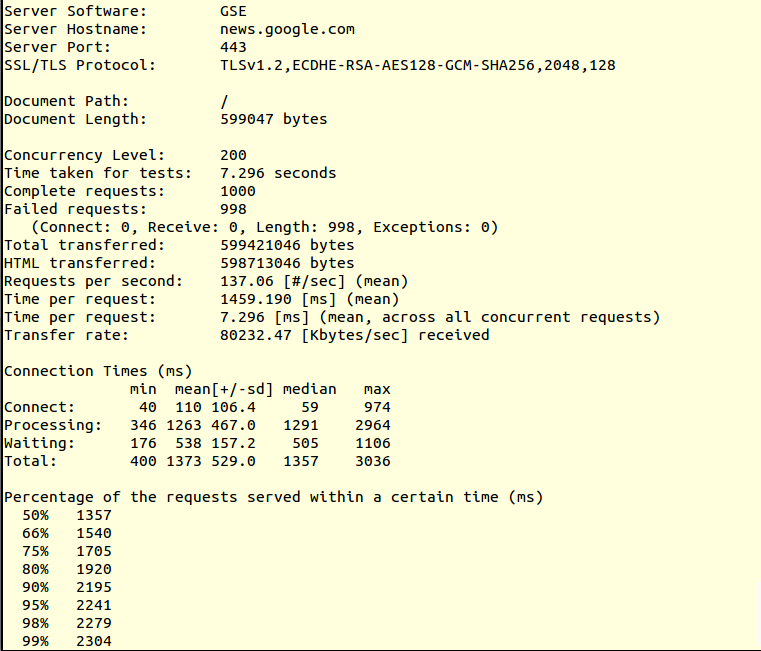 Server Software:        GSE
Server Hostname:        news.google.com
Server Port:            443
SSL/TLS Protocol:       TLSv1.2,ECDHE-RSA-AES128-GCM-SHA256,2048,128

Document Path:          /
Document Length:        599047 bytes

Concurrency Level:      200
Time taken for tests:   7.296 seconds
Complete requests:      1000
Failed requests:        998
   (Connect: 0, Receive: 0, Length: 998, Exceptions: 0)
Total transferred:      599421046 bytes
HTML transferred:       598713046 bytes
Requests per second:    137.06 [#/sec] (mean)
Time per request:       1459.190 [ms] (mean)
Time per request:       7.296 [ms] (mean, across all concurrent requests)
Transfer rate:          80232.47 [Kbytes/sec] received

Connection Times (ms)
              min  mean[+/-sd] median   max
Connect:       40  110 106.4     59     974
Processing:   346 1263 467.0   1291    2964
Waiting:      176  538 157.2    505    1106
Total:        400 1373 529.0   1357    3036

Percentage of the requests served within a certain time (ms)
  50%   1357
  66%   1540
  75%   1705
  80%   1920
  90%   2195
  95%   2241
  98%   2279
  99%   2304